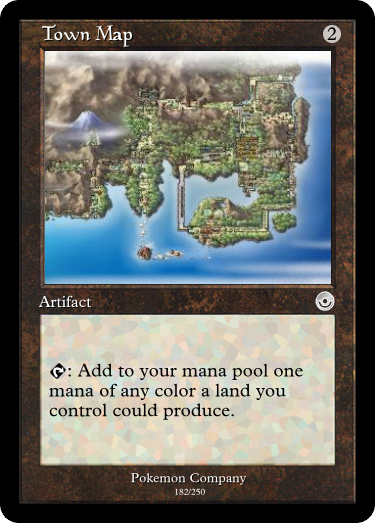 Town Map 2
Artifact
: Add to your mana pool one
mana of any color a land you
control could produce.
Pokemon Company
182/250